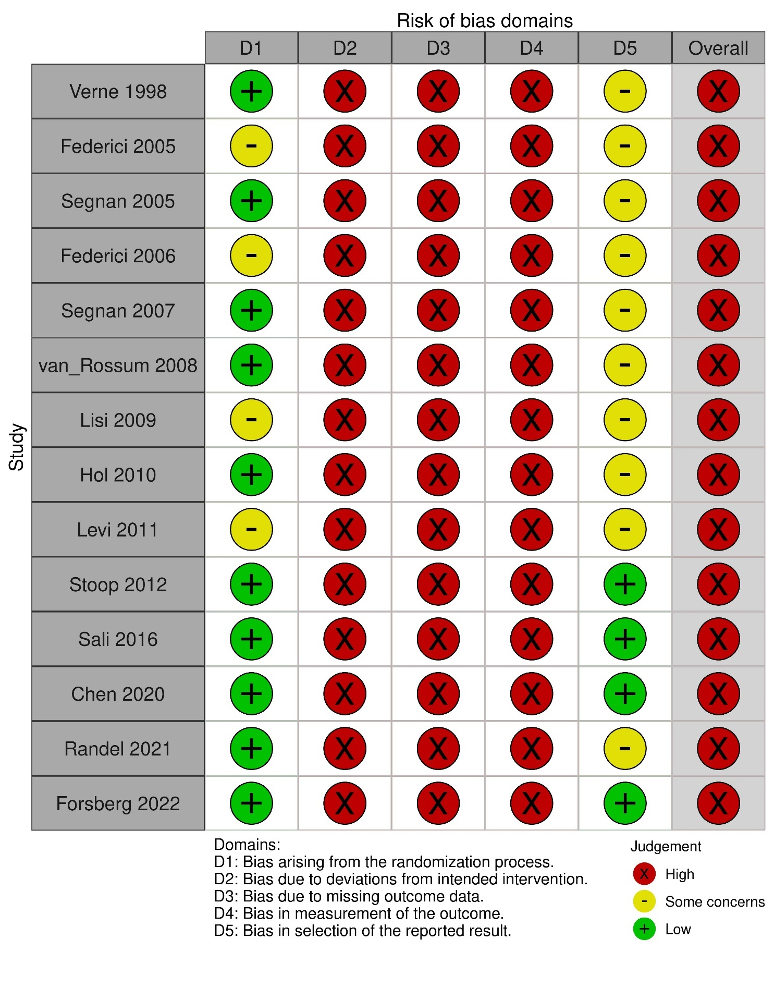 Risk of bias domains
D1 D2 D3 D4 D5 Overall
Study
Verne 1998 + X X X - X
Federici 2005 - X X X - X
Segnan 2005 + X X X - X
Federici 2006 - X X X - X
Segnan 2007 + X X X - X
van_Rossum 2008 + X X X - X
Lisi 2009 - X X X - X
Hol 2010 + X X X - X
Levi 2011 - X X X - X
Stoop 2012 + X X X + X
Sali 2016 + X X X + X
Chen 2020 + X X X + X
Randel 2021 + X X X - X
Forsberg 2022 + X X X + X
Domains:
D1: Bias arising from the randomization process.
D2: Bias due to deviations from intended intervention.
D3: Bias due to missing outcome data.
D4: Bias in measurement of the outcome.
D5: Bias in selection of the reported result.
Judgement
X High
- Some concerns
+ Low